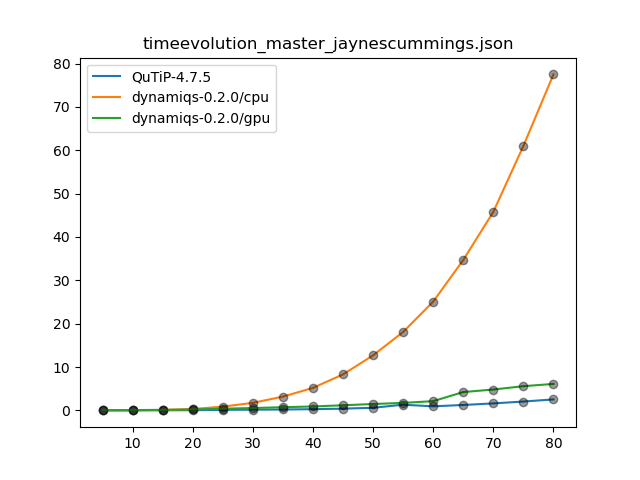 timeevolution_master_jaynescummings.json
QuTiP-4.7.5
dynamiqs-0.2.0/cpu
dynamiqs-0.2.0/gpu
80
70
60
50
40
30
20
10
0
10 20 30 40 50 60 70 80